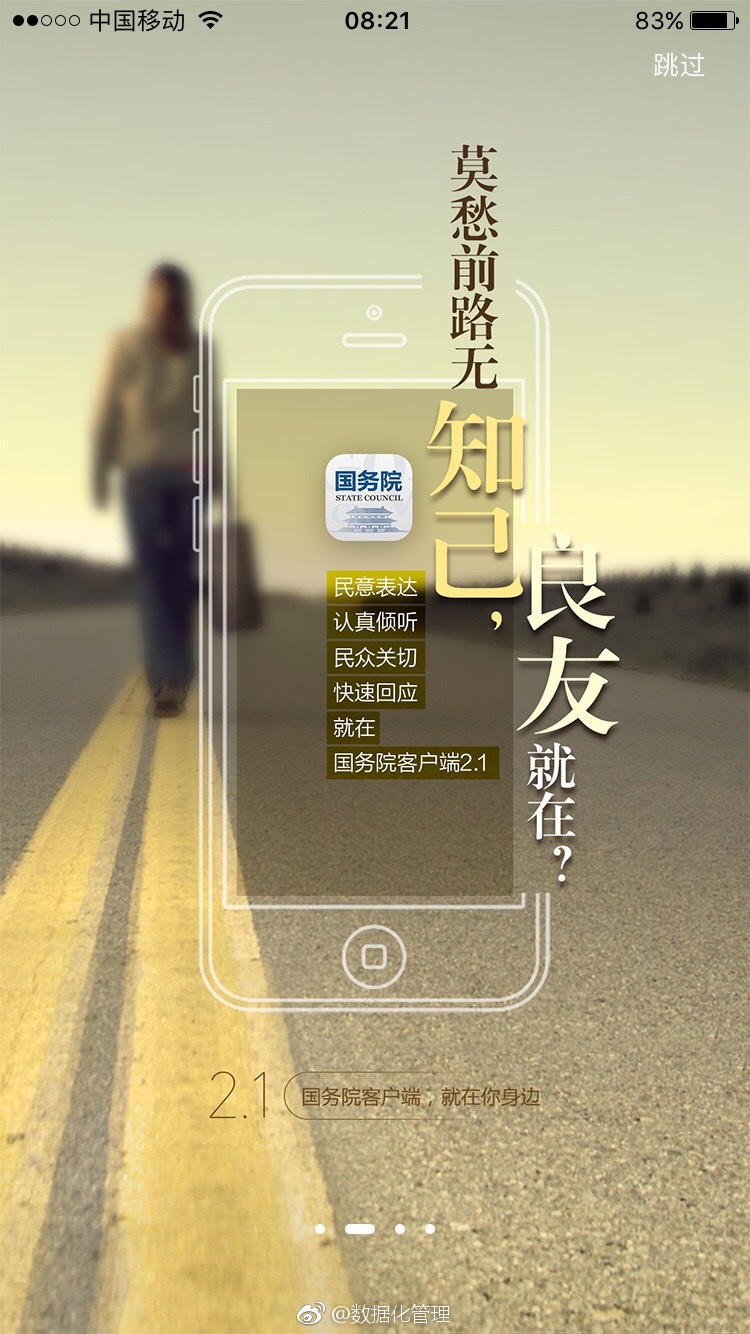 中国移动
08:21
83%
跳过
莫愁前路无知己，
良友就在？
国务院
STATE COUNCIL
民意表达
认真倾听
民众关切
快速回应
就在
国务院客户端2.1
2.1
国务院客户端，就在你身边
@数据化管理